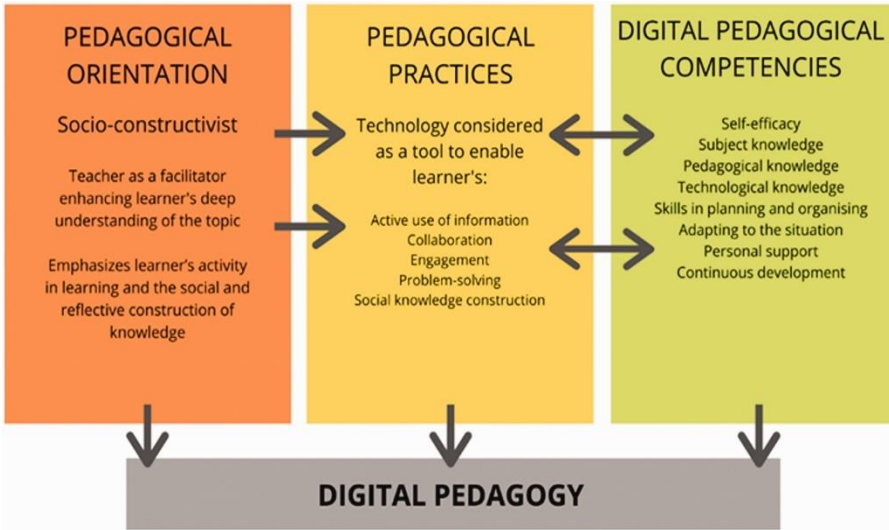 PEDAGOGICAL
ORIENTATION
Socio-constructivist
Teacher as a facilitator
enhancing learner's deep
understanding of the topic
Emphasizes learner's activity
in learning and the social and
reflective construction of
knowledge
PEDAGOGICAL
PRACTICES
Technology considered
as a tool to enable
learner's:
Active use of information
Collaboration
Engagement
Problem-solving
Social knowledge construction
DIGITAL PEDAGOGICAL
COMPETENCIES
Self-efficacy
Subject knowledge
Pedagogical knowledge
Technological knowledge
Skills in planning and organising
Adapting to the situation
Personal support
Continuous development
DIGITAL PEDAGOGY